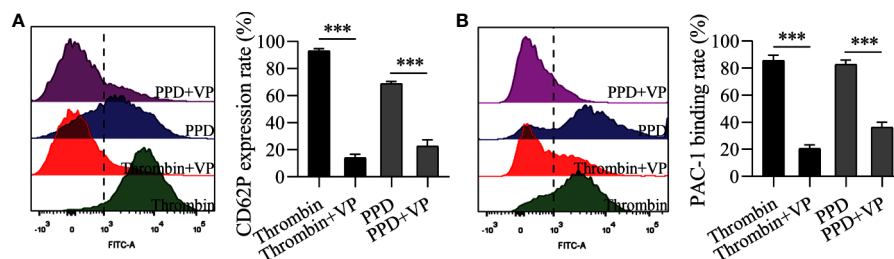 A
PPD+VP
PPD
Thrombin+VP
Thrombin
-10³ 0 10³ 10⁴ 10⁵
FITC-A
CD62P expression rate (%)
100
80
60
40
20
0
***
***
Thrombin
Thrombin+VP
PPD
PPD+VP
B
PPD+VP
PPD
Thrombin+VP
Thrombin
-10³ 0 10³ 10⁴ 10⁵
FITC-A
PAC-1 binding rate (%)
100
80
60
40
20
0
***
***
Thrombin
Thrombin+VP
PPD
PPD+VP